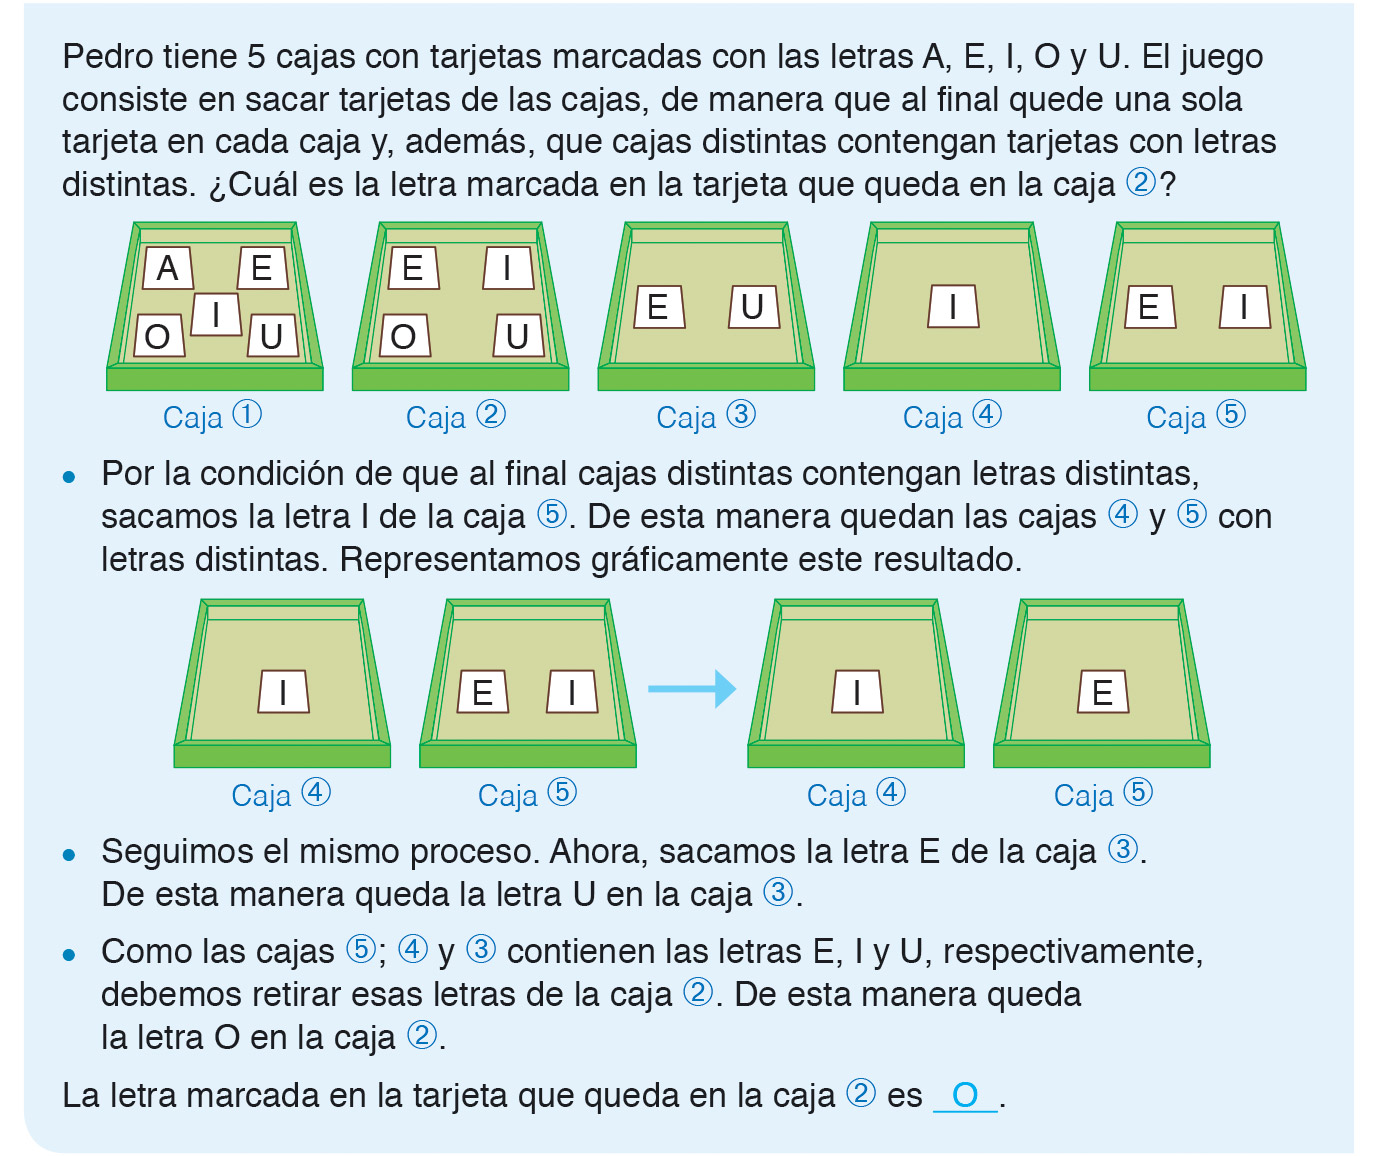 Pedro tiene 5 cajas con tarjetas marcadas con las letras A, E, I, O y U. El juego
consiste en sacar tarjetas de las cajas, de manera que al final quede una sola
tarjeta en cada caja y, además, que cajas distintas contengan tarjetas con letras
distintas. ¿Cuál es la letra marcada en la tarjeta que queda en la caja ②?
A E I O U
E I O U
E U
I
E I
Caja ① Caja ② Caja ③ Caja ④ Caja ⑤
• Por la condición de que al final cajas distintas contengan letras distintas,
sacamos la letra I de la caja ⑤. De esta manera quedan las cajas ④ y ⑤ con
letras distintas. Representamos gráficamente este resultado.
I E I I E
Caja ④ Caja ⑤ Caja ④ Caja ⑤
• Seguimos el mismo proceso. Ahora, sacamos la letra E de la caja ③.
De esta manera queda la letra U en la caja ③.
• Como las cajas ⑤; ④ y ③ contienen las letras E, I y U, respectivamente,
debemos retirar esas letras de la caja ②. De esta manera queda
la letra O en la caja ②.
La letra marcada en la tarjeta que queda en la caja ② es O.